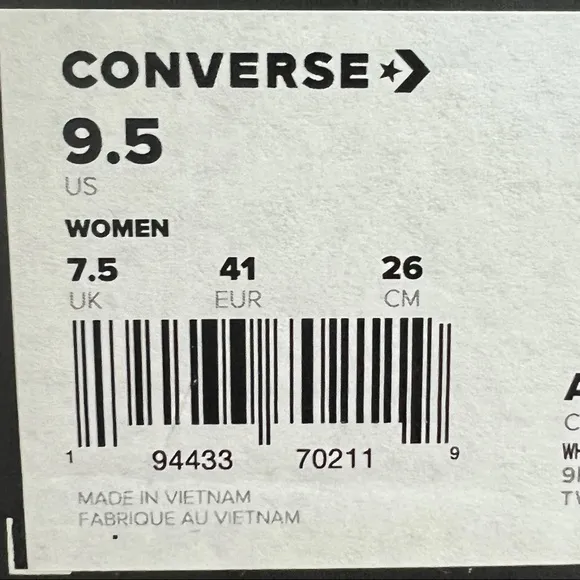 CONVERSE
9.5
US
WOMEN
7.5 41 26
UK EUR CM
1 94433 70211 9
MADE IN VIETNAM
FABRIQUE AU VIETNAM